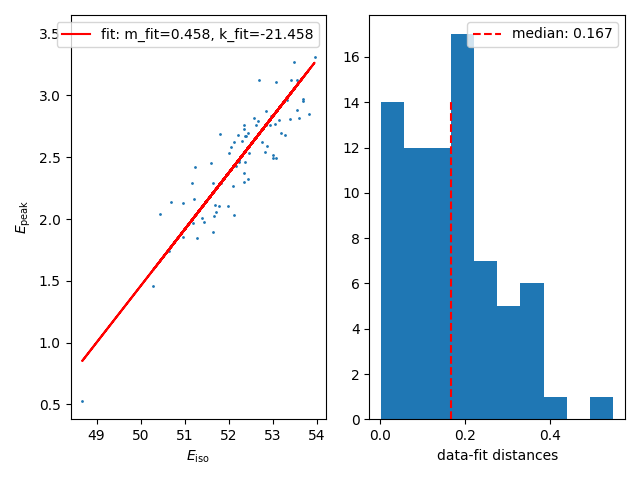 fit: m_fit=0.458, k_fit=-21.458
3.5
3.0
2.5
2.0
1.5
1.0
0.5
E_peak
49 50 51 52 53 54
E_iso
median: 0.167
16
14
12
10
8
6
4
2
0
0.0 0.2 0.4
data-fit distances